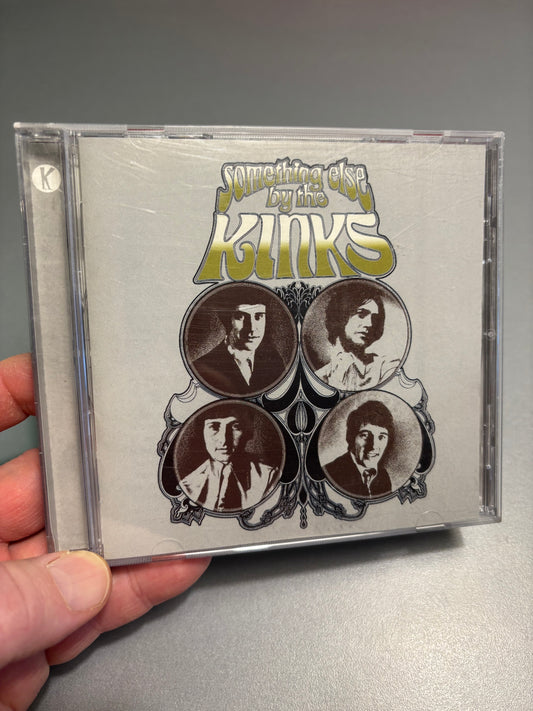 K
something else
by the
KINKS